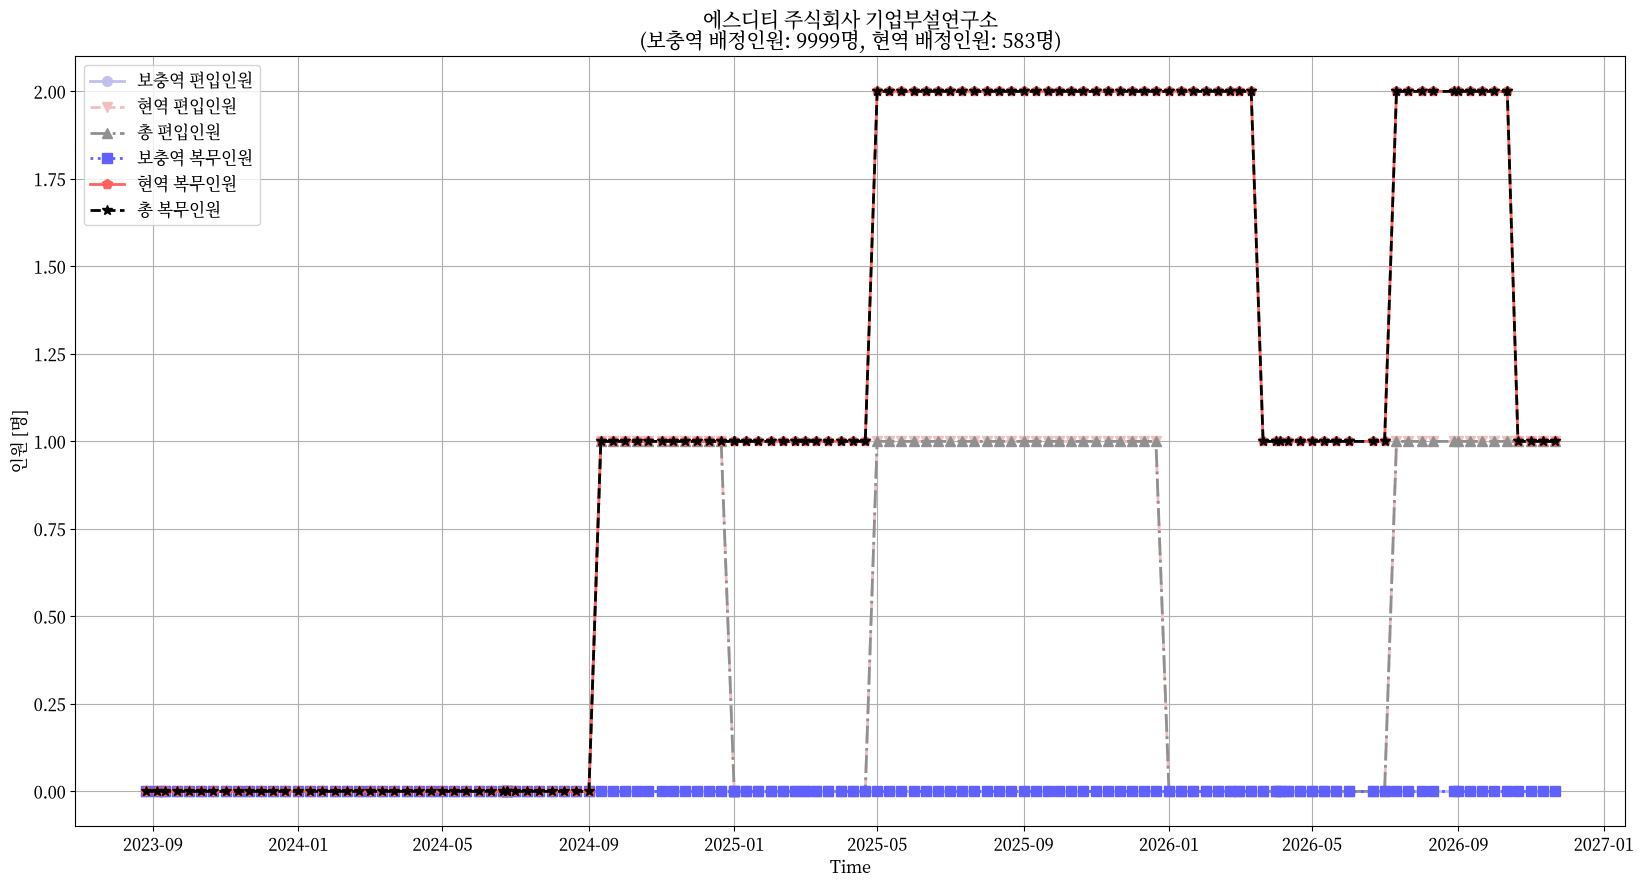 에스디티 주식회사 기업부설연구소
(보충역 배정인원: 9999명, 현역 배정인원: 583명)
보충역 편입인원
현역 편입인원
총 편입인원
보충역 복무인원
현역 복무인원
총 복무인원
2.00
1.75
1.50
1.25
1.00
0.75
0.50
0.25
0.00
인원 [명]
2023-09
2024-01
2024-05
2024-09
2025-01
2025-05
2025-09
2026-01
2026-05
2026-09
2027-01
Time